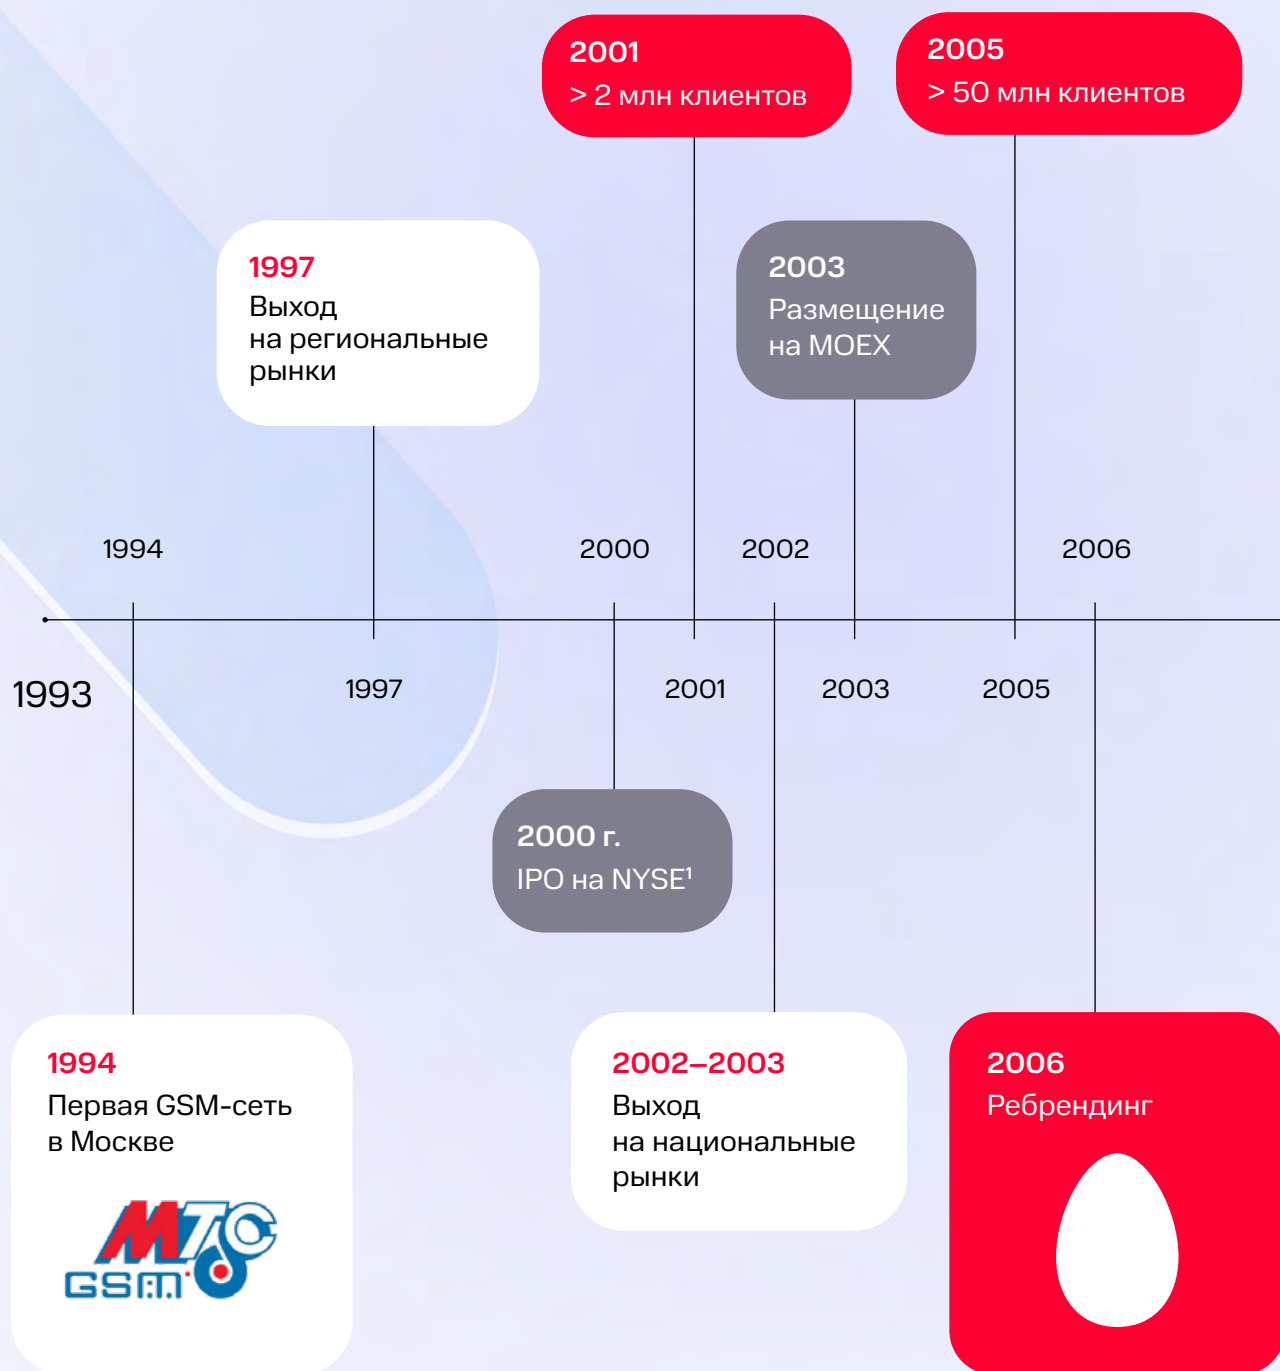 2001
> 2 млн клиентов
2005
> 50 млн клиентов
1997
Выход
на региональные
рынки
2003
Размещение
на MOEX
1994
2000
2002
2006
1993
1997
2001
2003
2005
2000 г.
IPO на NYSE¹
1994
Первая GSM-сеть
в Москве
МТС
GSM
2002–2003
Выход
на национальные
рынки
2006
Ребрендинг